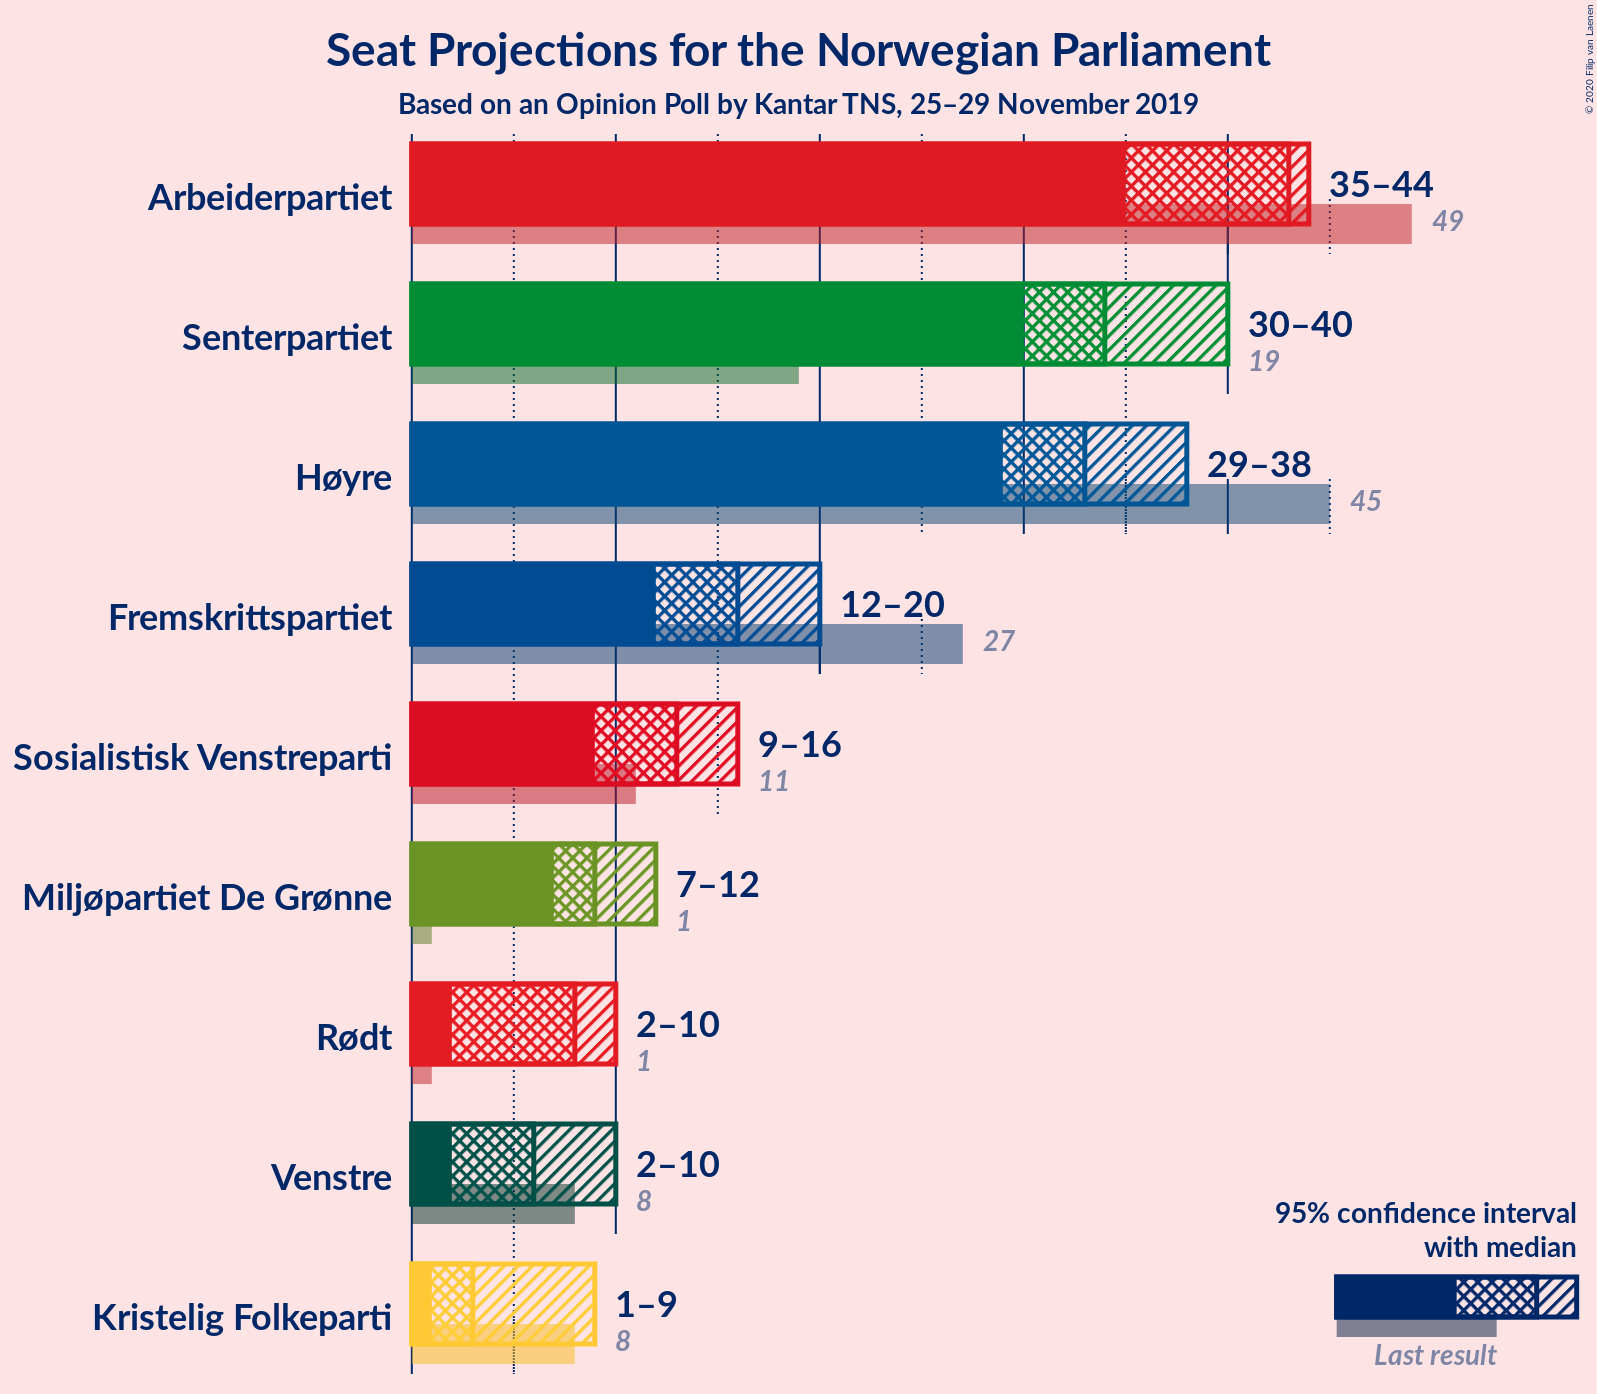 Seat Projections for the Norwegian Parliament
Based on an Opinion Poll by Kantar TNS, 25–29 November 2019
© 2020 Filip van Laenen
Arbeiderpartiet
35–44
49
Senterpartiet
30–40
19
Høyre
29–38
45
Fremskrittspartiet
12–20
27
Sosialistisk Venstreparti
9–16
11
Miljøpartiet De Grønne
7–12
1
Rødt
2–10
1
Venstre
2–10
8
Kristelig Folkeparti
1–9
8
95% confidence interval
with median
Last result